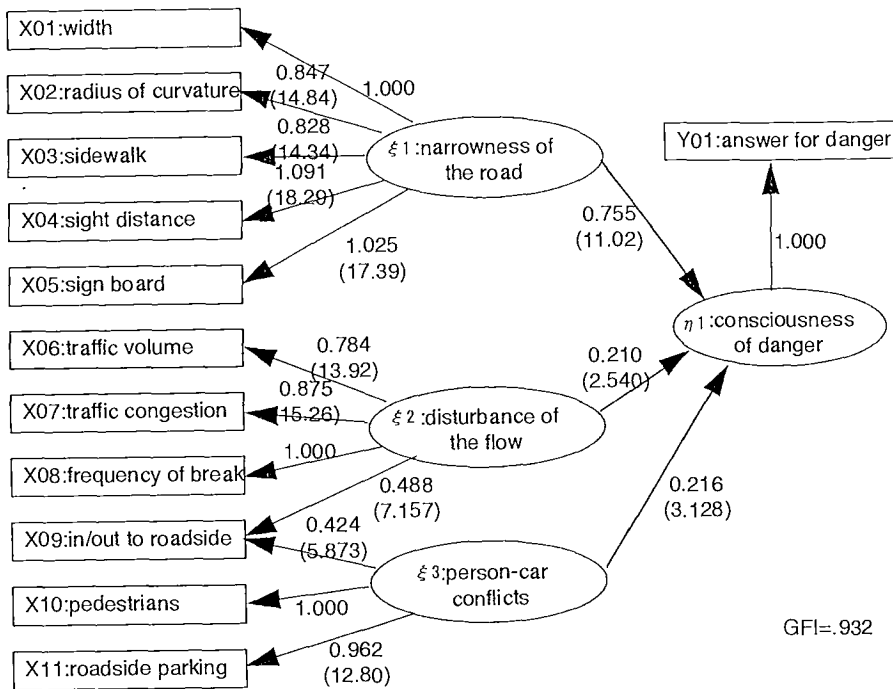 X01:width
X02:radius of curvature
X03:sidewalk
X04:sight distance
X05:sign board
X06:traffic volume
X07:traffic congestion
X08:frequency of break
X09:in/out to roadside
X10:pedestrians
X11:roadside parking
1.000
0.847
(14.84)
0.828
(14.34)
1.091
(18.29)
1.025
(17.39)
0.784
(13.92)
0.875
(15.26)
1.000
0.488
(7.157)
0.424
(5.873)
1.000
0.962
(12.80)
ξ1:narrowness of
the road
ξ2:disturbance of
the flow
ξ3:person-car
conflicts
0.755
(11.02)
0.210
(2.540)
0.216
(3.128)
Y01:answer for danger
1.000
η1:consciousness
of danger
GFI=.932